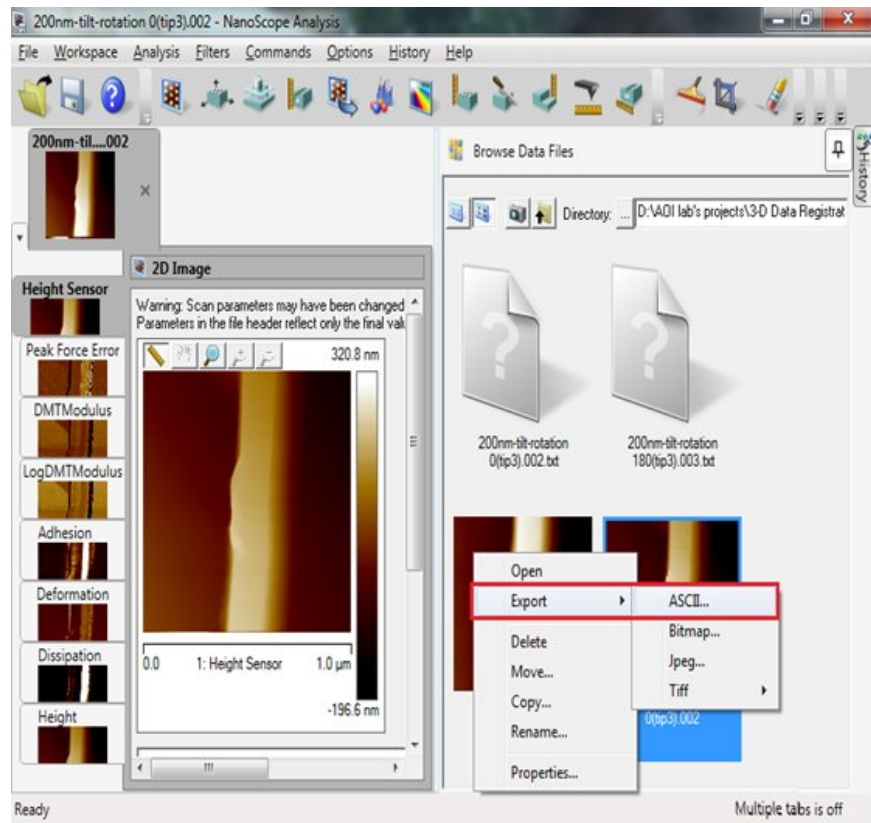 200nm-tilt-rotation 0(tip3).002 - NanoScope Analysis
File Workspace Analysis Filters Commands Options History Help
200nm-til....002
Browse Data Files
History
Directory: ... D:\AOI lab's projects\3-D Data Registrat
2D Image
Height Sensor
Warning: Scan parameters may have been changed
Parameters in the file header reflect only the final valu
Peak Force Error
320.8 nm
DMTModulus
LogDMTModulus
Adhesion
Deformation
Dissipation
Height
0.0 1: Height Sensor 1.0 µm
-196.6 nm
200nm-tilt-rotation
0(tip3).002.txt
200nm-tilt-rotation
180(tip3).003.txt
Open
Export
Delete
Move...
Copy...
Rename...
Properties...
ASCII...
Bitmap...
Jpeg...
Tiff
0(tip3).002
Ready
Multiple tabs is off